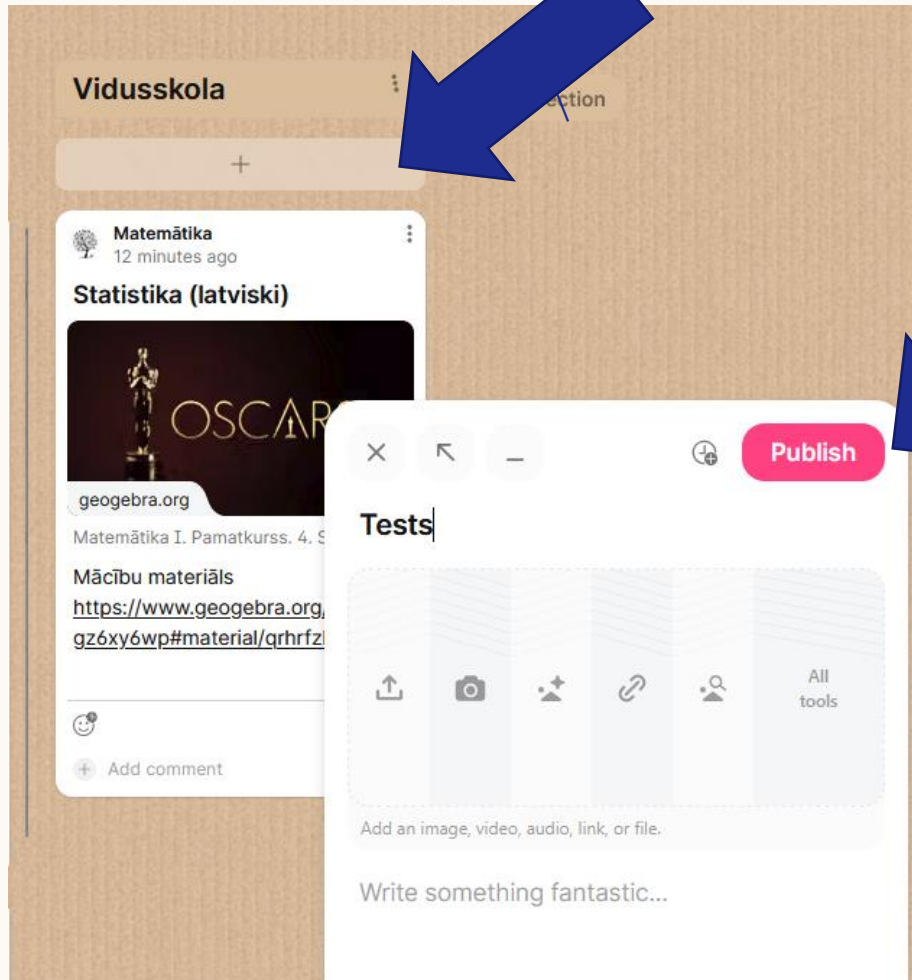 Vidusskola
+
Matemātika
12 minutes ago
Statistika (latviski)
geogebra.org
Matemātika I. Pamatkurss. 4.
Mācību materiāls
https://www.geogebra.org/
gz6xy6wp#material/qrhrfz
Add comment
Publish
Tests
All
tools
Add an image, video, audio, link, or file.
Write something fantastic...